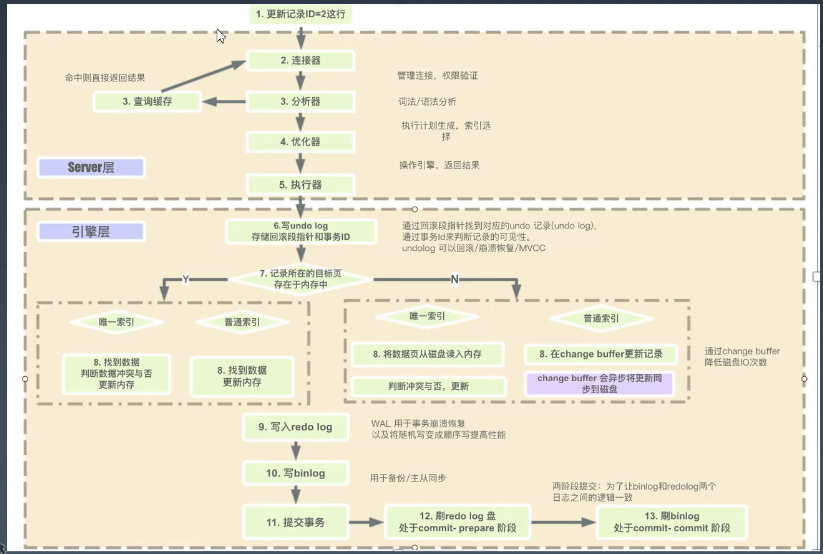 1. 更新记录ID=2这行
2. 连接器
管理连接，权限验证
命中则直接返回结果
3. 查询缓存
3. 分析器
词法/语法分析
执行计划生成，索引选
择
4. 优化器
Server层
操作引擎，返回结果
5. 执行器
引擎层
6.写undo log
存储回滚段指针和事务ID
通过回滚段指针找到对应的undo 记录(undo log)，
通过事务Id来判断记录的可见性。
undolog 可以回滚/崩溃恢复/MVCC
7. 记录所在的目标页
存在于内存中
Y
N
唯一索引
普通索引
8. 找到数据
判断数据冲突与否
更新内存
8. 找到数据
更新内存
唯一索引
普通索引
8. 将数据页从磁盘读入内存
判断冲突与否，更新
8. 在change buffer更新记录
change buffer 会异步将更新同
步到磁盘
通过change buffer
降低磁盘IO次数
9. 写入redo log
WAL 用于事务崩溃恢复
以及将随机写变成顺序写提高性能
10. 写binlog
用于备份/主从同步
两阶段提交：为了让binlog和redolog两个
日志之间的逻辑一致
11. 提交事务
12. 刷redo log 盘
处于commit- prepare 阶段
13. 刷binlog
处于commit- commit 阶段